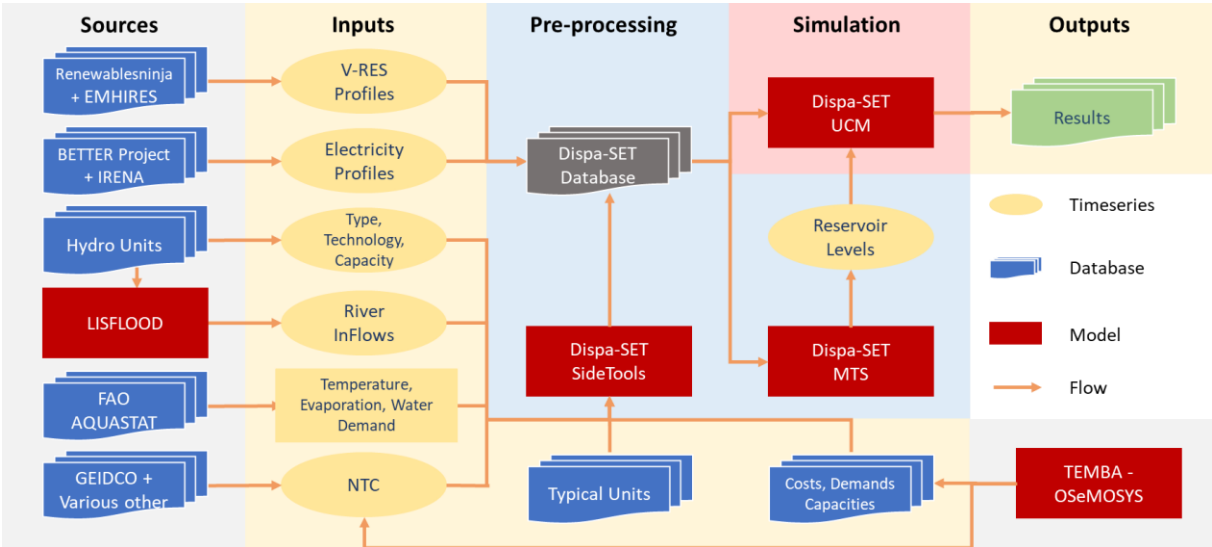 Sources
Inputs
Pre-processing
Simulation
Outputs
Renewablesninja
+ EMHIRES
V-RES
Profiles
Dispa-SET
UCM
Results
BETTER Project
+ IRENA
Electricity
Profiles
Dispa-SET
Database
Hydro Units
Type,
Technology,
Capacity
Reservoir
Levels
Timeseries
Database
LISFLOOD
River
InFlows
Dispa-SET
SideTools
Dispa-SET
MTS
Model
Flow
FAO
AQUASTAT
Temperature,
Evaporation, Water
Demand
GEIDCO +
Various other
NTC
Typical Units
Costs, Demands
Capacities
TEMBA -
OSeMOSYS